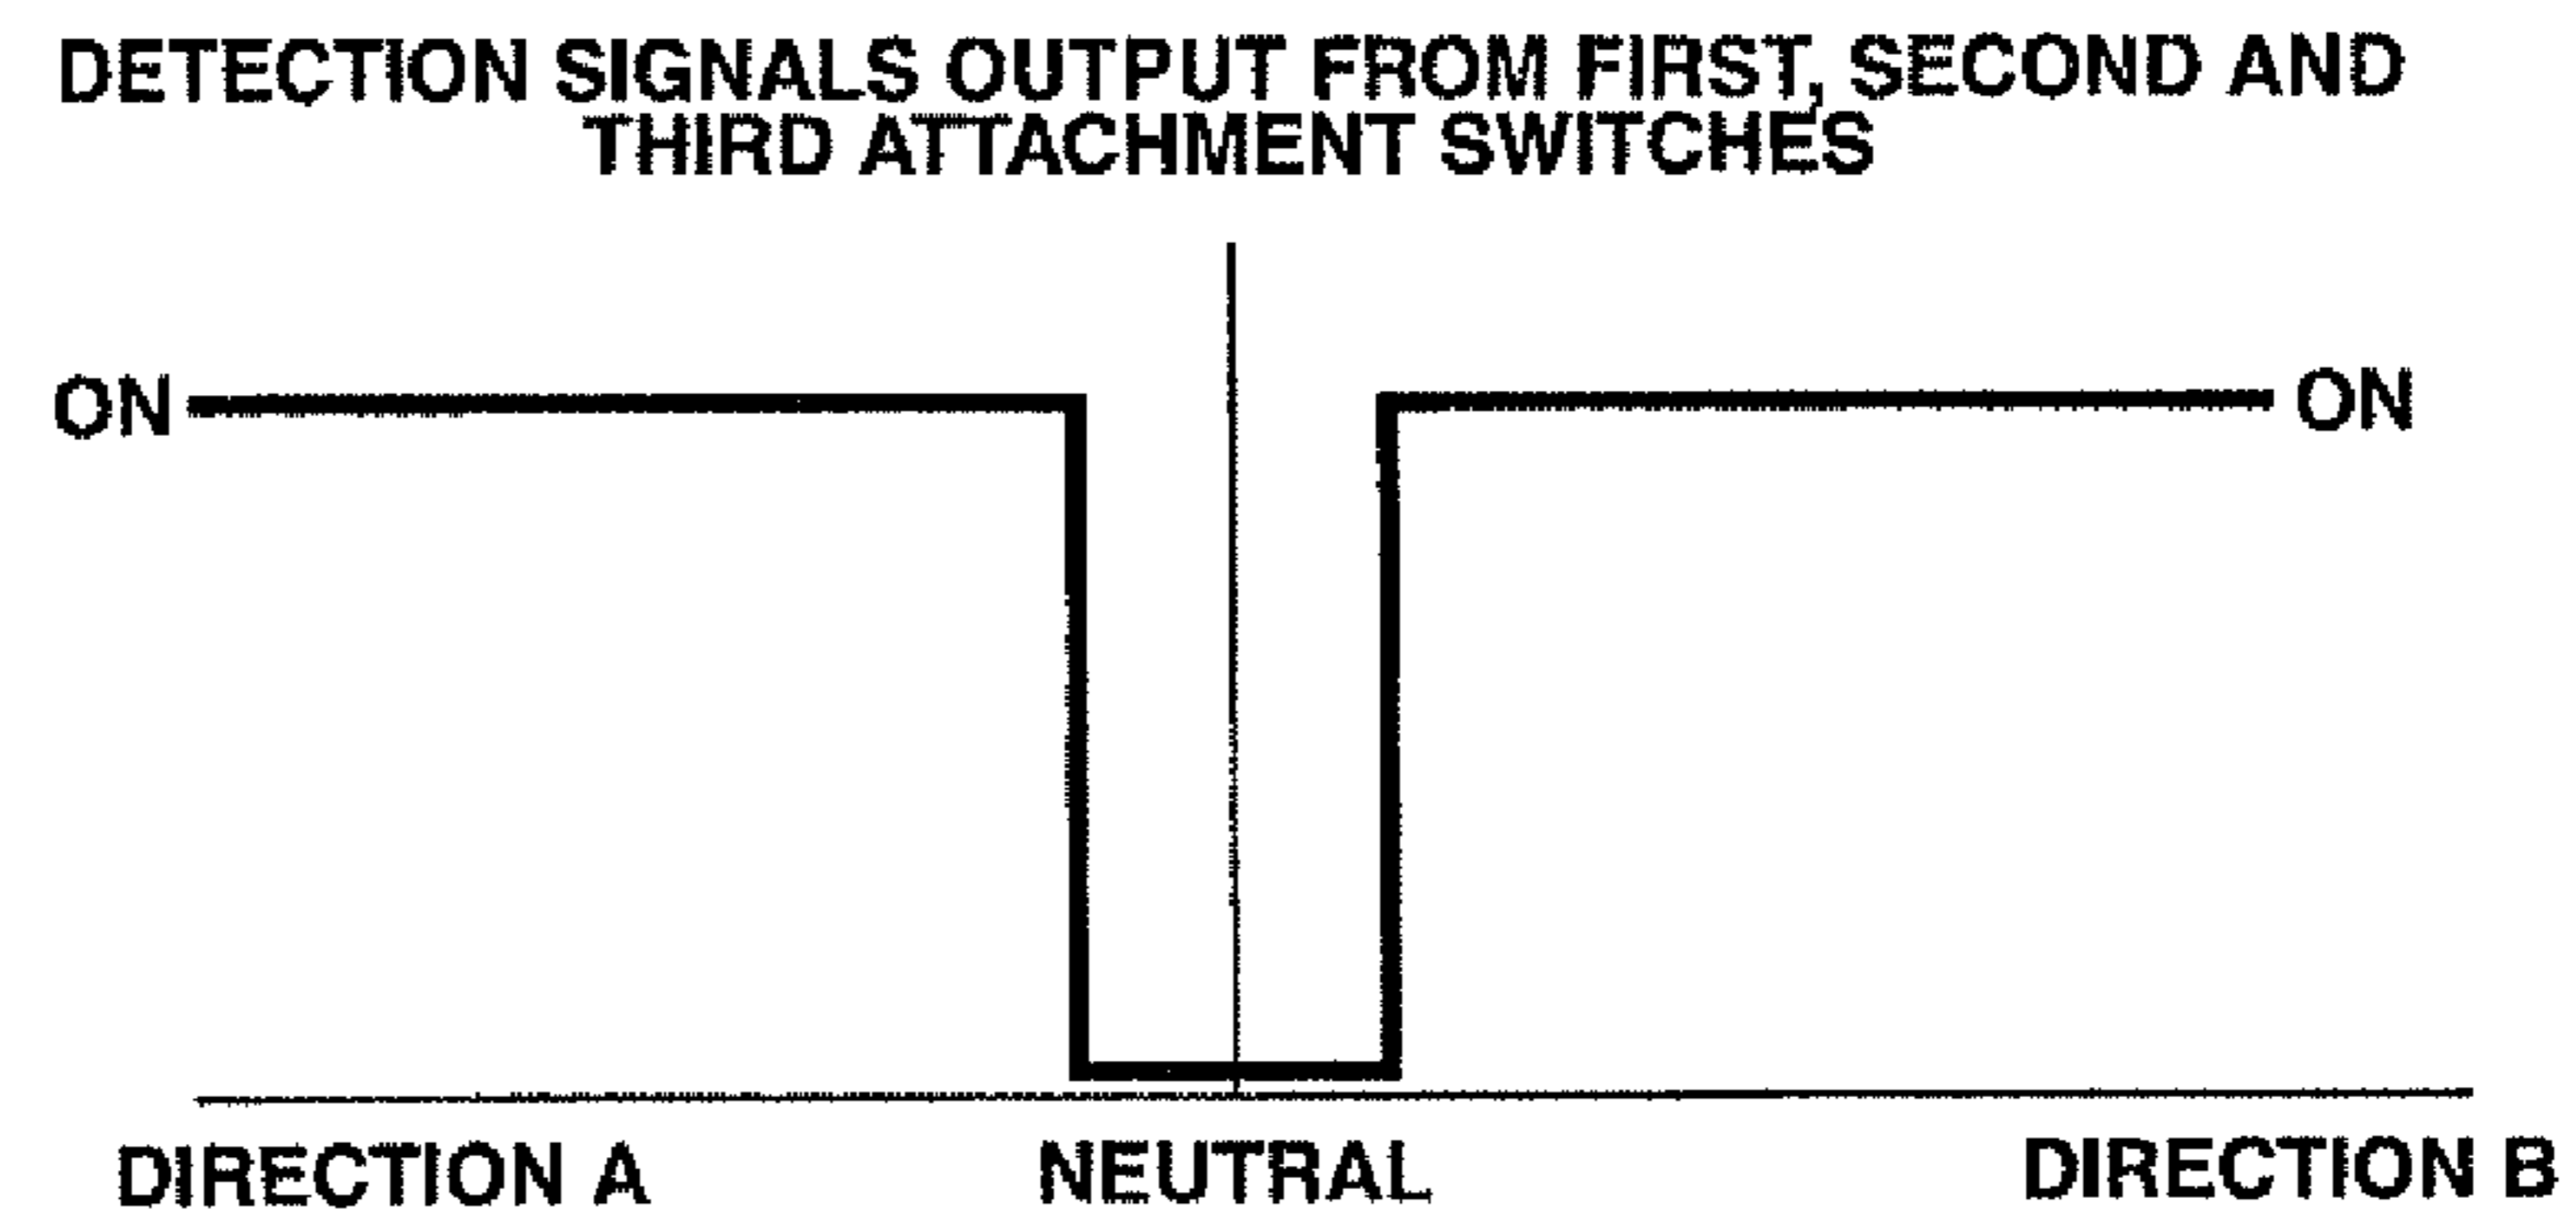 DETECTION SIGNALS OUTPUT FROM FIRST, SECOND AND
THIRD ATTACHMENT SWITCHES
ON
ON
DIRECTION A
NEUTRAL
DIRECTION B